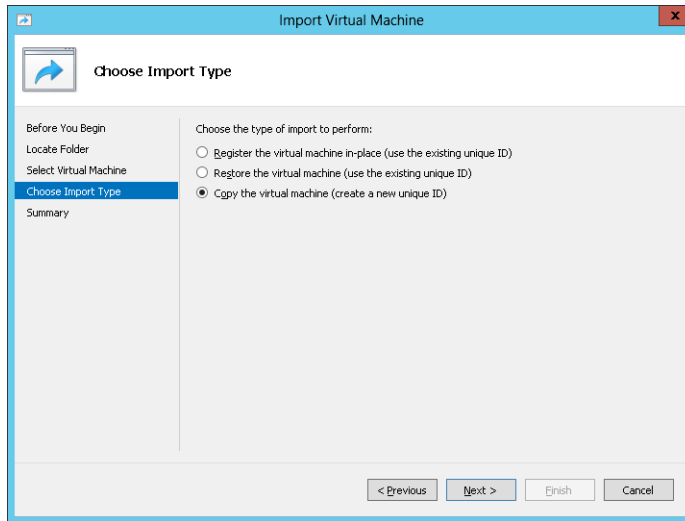 Import Virtual Machine
x
Choose Import Type
Before You Begin
Locate Folder
Select Virtual Machine
Choose Import Type
Summary
Choose the type of import to perform:
Register the virtual machine in-place (use the existing unique ID)
Restore the virtual machine (use the existing unique ID)
Copy the virtual machine (create a new unique ID)
< Previous
Next >
Finish
Cancel